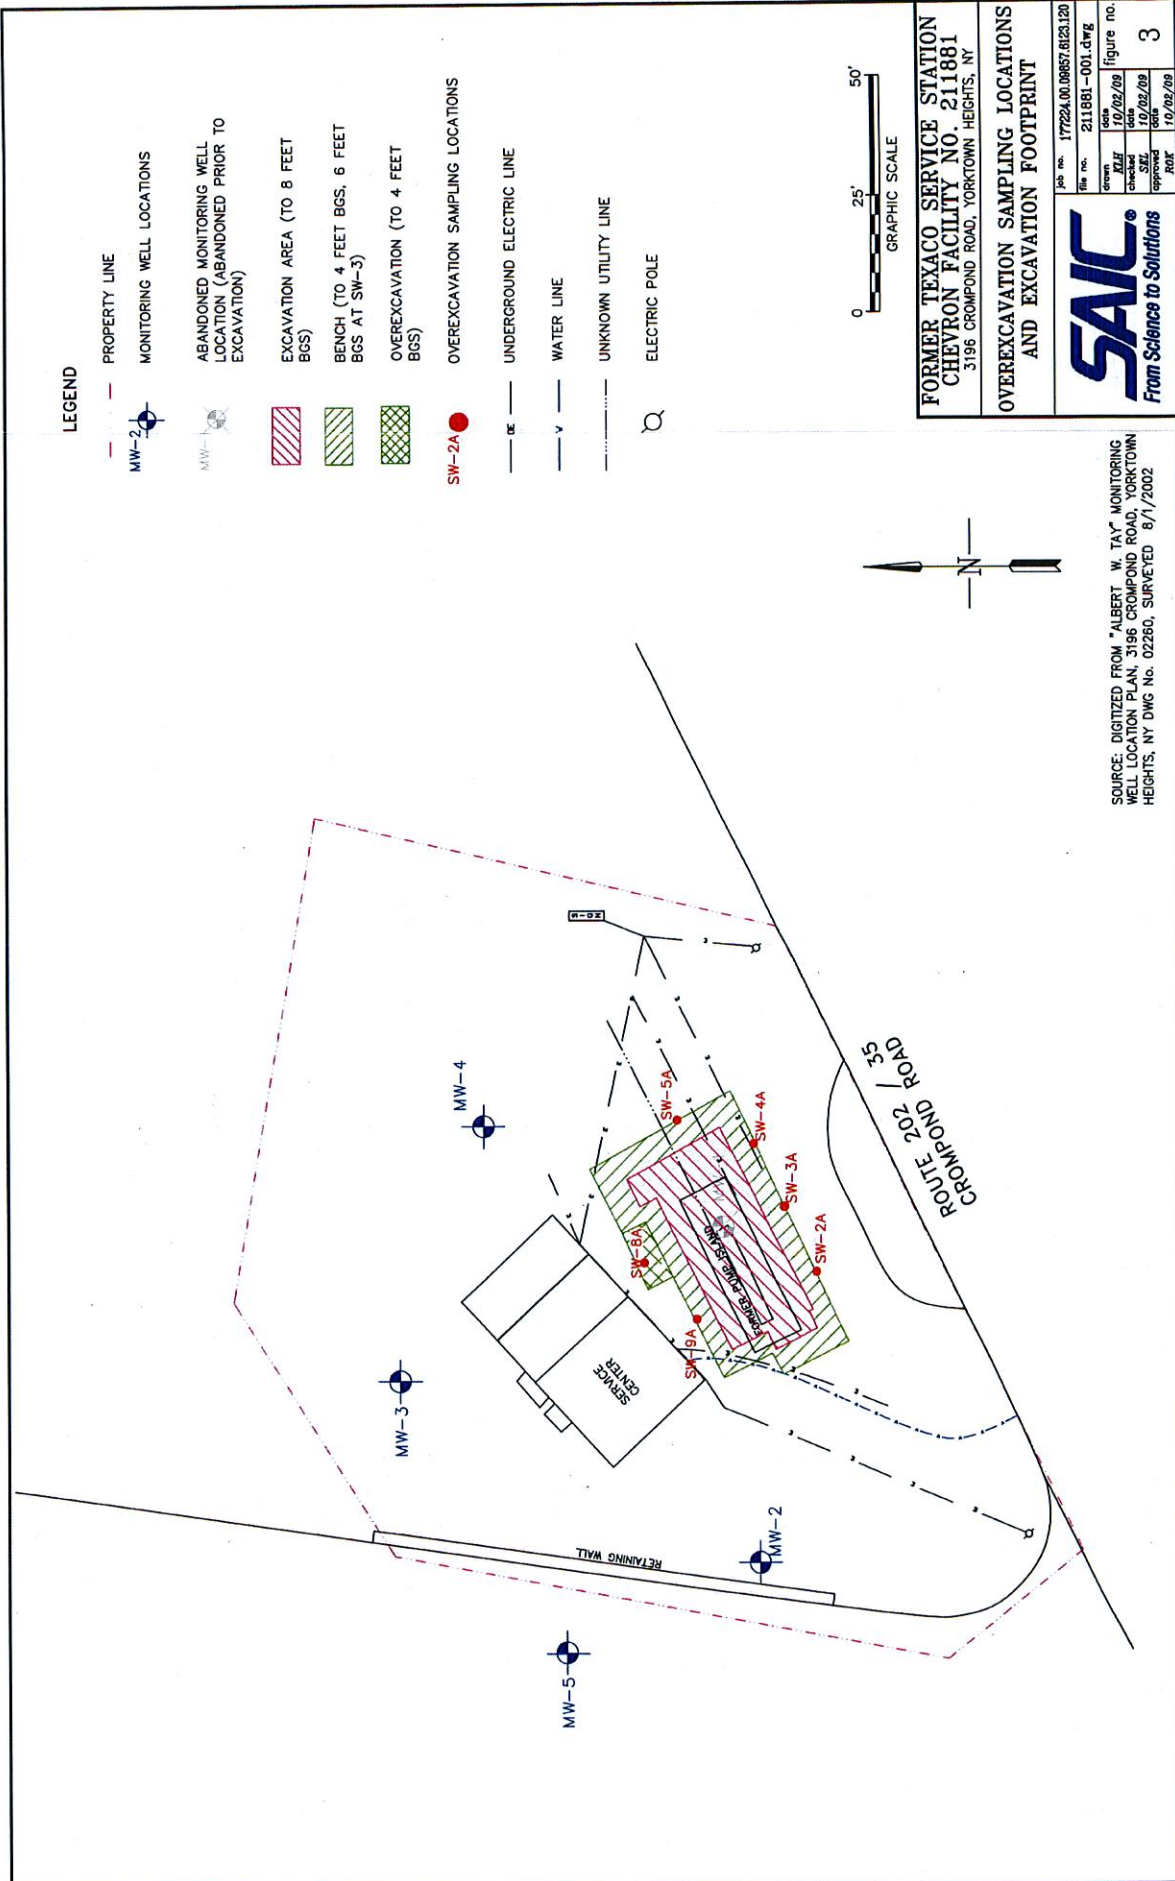 LEGEND
PROPERTY LINE
MW-2
MONITORING WELL LOCATIONS
MW-1
ABANDONED MONITORING WELL
LOCATION (ABANDONED PRIOR TO
EXCAVATION)
EXCAVATION AREA (TO 8 FEET
BGS)
BENCH (TO 4 FEET BGS, 6 FEET
BGS AT SW-3)
OVEREXCAVATION (TO 4 FEET
BGS)
SW-2A
OVEREXCAVATION SAMPLING LOCATIONS
UNDERGROUND ELECTRIC LINE
WATER LINE
UNKNOWN UTILITY LINE
ELECTRIC POLE
MW-5
MW-3
MW-4
MW-2
RETAINING WALL
SERVICE
CENTER
SW-8A
SW-5A
SW-9A
SW-4A
SW-3A
SW-2A
FORMER PUMP ISLAND
ROUTE 202 / 35
CROMPOND ROAD
N
0 25' 50'
GRAPHIC SCALE
SOURCE: DIGITIZED FROM "ALBERT W. TAY" MONITORING
WELL LOCATION PLAN, 3196 CROMPOND ROAD, YORKTOWN
HEIGHTS, NY DWG No. 02260, SURVEYED 8/1/2002
FORMER TEXACO SERVICE STATION
CHEVRON FACILITY NO. 211881
3196 CROMPOND ROAD, YORKTOWN HEIGHTS, NY
OVEREXCAVATION SAMPLING LOCATIONS
AND EXCAVATION FOOTPRINT
SAIC®
From Science to Solutions
job no. 177224.00.09857.6123.120
file no. 211881-001.dwg
drawn KLH date 10/02/09 figure no.
checked SKL date 10/02/09 3
approved ROK date 10/02/09